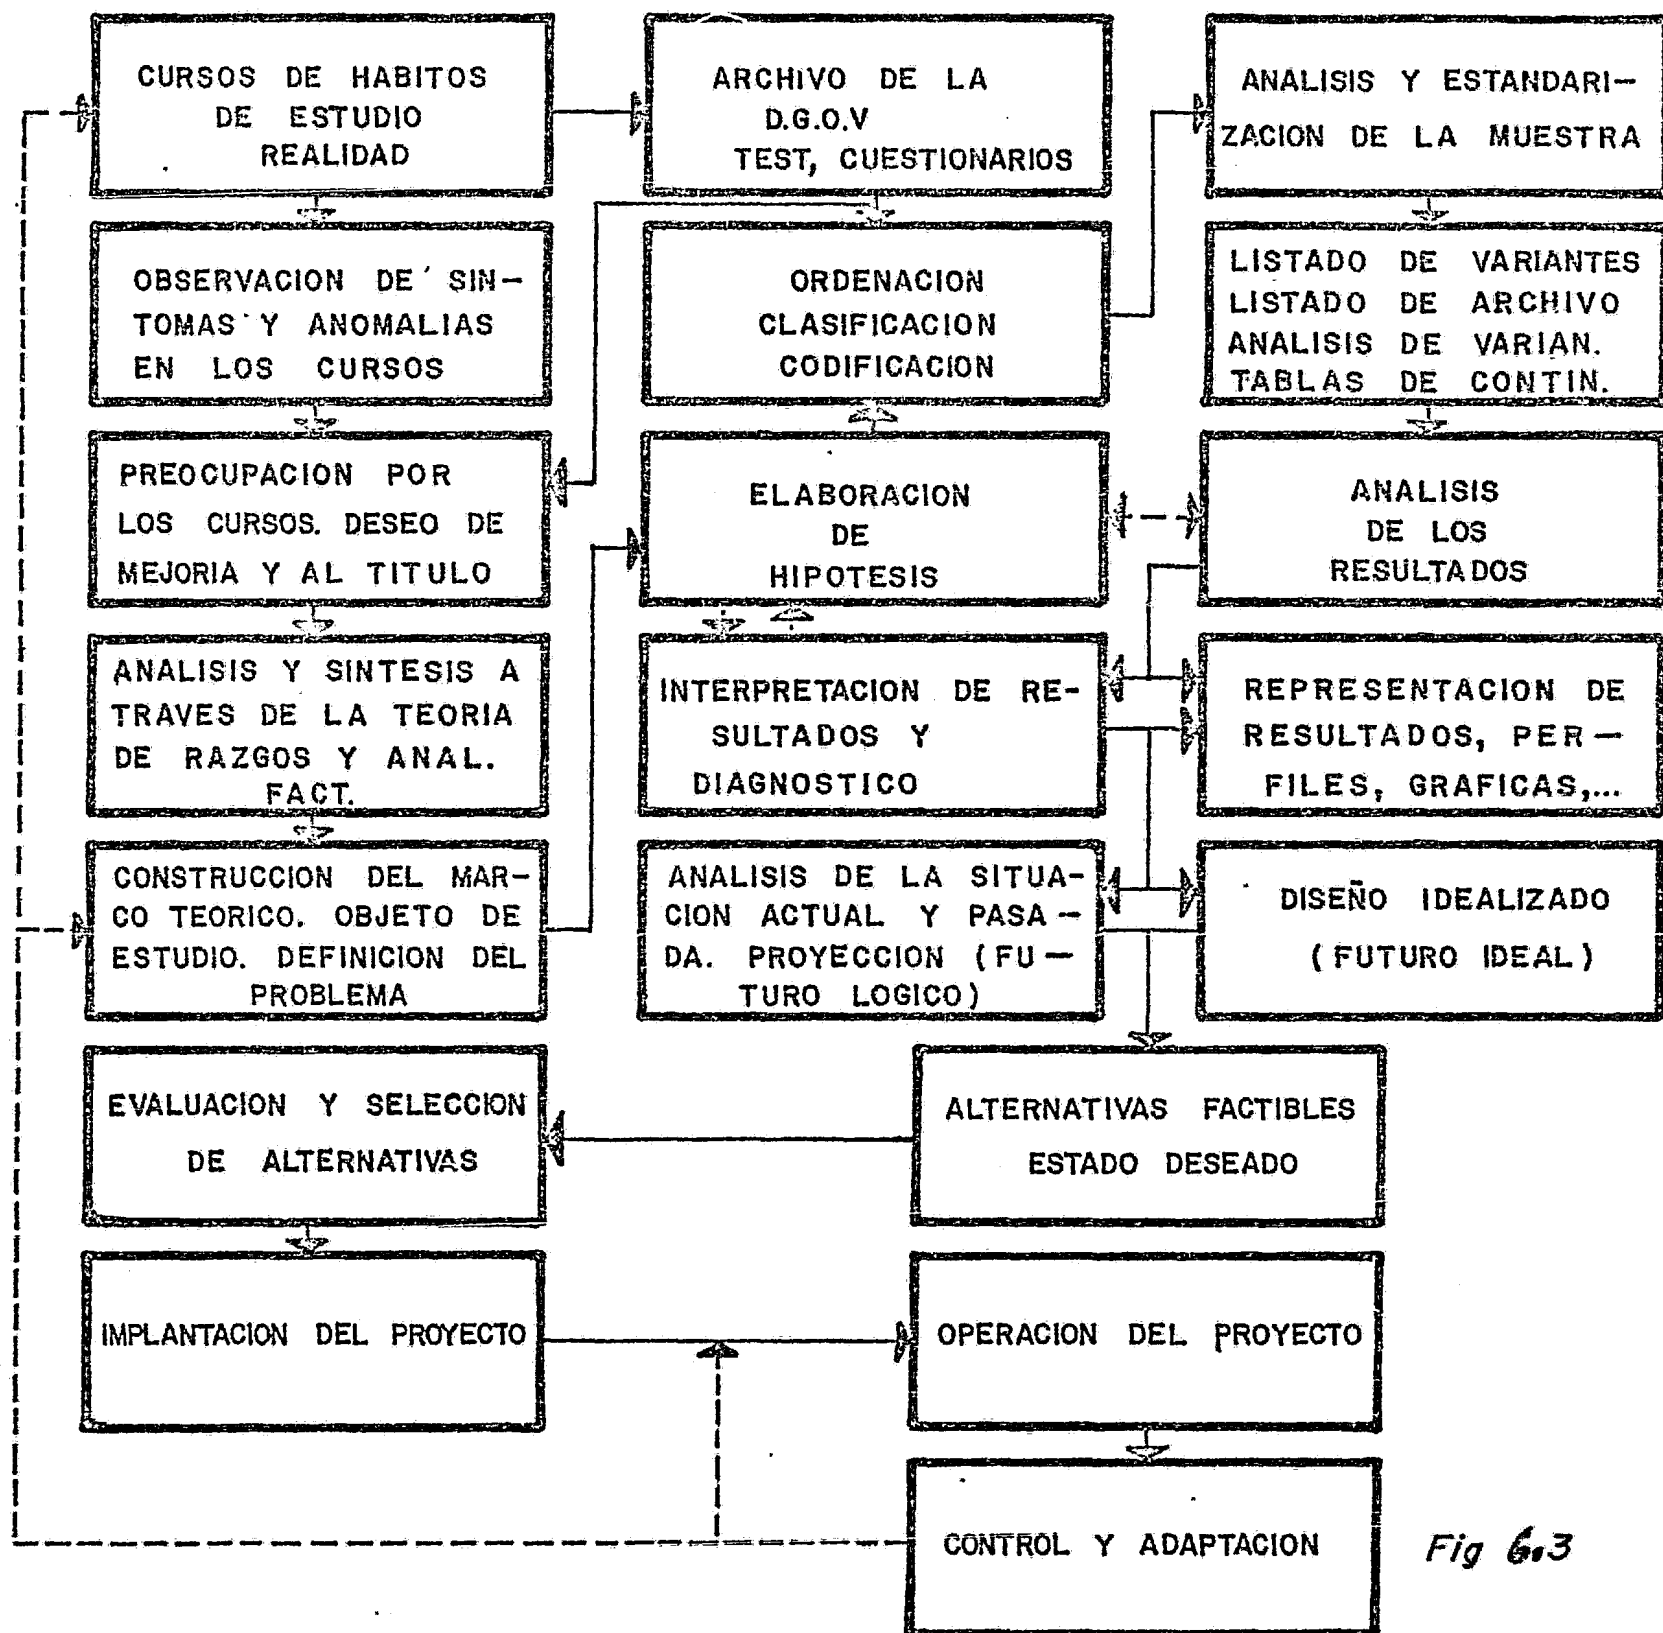 CURSOS DE HABITOS
DE ESTUDIO
REALIDAD
ARCHIVO DE LA
D.G.O.V
TEST, CUESTIONARIOS
ANALISIS Y ESTANDARI-
ZACION DE LA MUESTRA
OBSERVACION DE SIN-
TOMAS Y ANOMALIAS
EN LOS CURSOS
ORDENACION
CLASIFICACION
CODIFICACION
LISTADO DE VARIANTES
LISTADO DE ARCHIVO
ANALISIS DE VARIAN.
TABLAS DE CONTIN.
PREOCUPACION POR
LOS CURSOS. DESEO DE
MEJORIA Y AL TITULO
ELABORACION
DE
HIPOTESIS
ANALISIS
DE LOS
RESULTADOS
ANALISIS Y SINTESIS A
TRAVES DE LA TEORIA
DE RAZGOS Y ANAL.
FACT.
INTERPRETACION DE RE-
SULTADOS Y
DIAGNOSTICO
REPRESENTACION DE
RESULTADOS, PER-
FILES, GRAFICAS,...
CONSTRUCCION DEL MAR-
CO TEORICO. OBJETO DE
ESTUDIO. DEFINICION DEL
PROBLEMA
ANALISIS DE LA SITUA-
CION ACTUAL Y PASA-
DA. PROYECCION (FU-
TURO LOGICO)
DISEÑO IDEALIZADO
(FUTURO IDEAL)
EVALUACION Y SELECCION
DE ALTERNATIVAS
ALTERNATIVAS FACTIBLES
ESTADO DESEADO
IMPLANTACION DEL PROYECTO
OPERACION DEL PROYECTO
CONTROL Y ADAPTACION
Fig 6.3